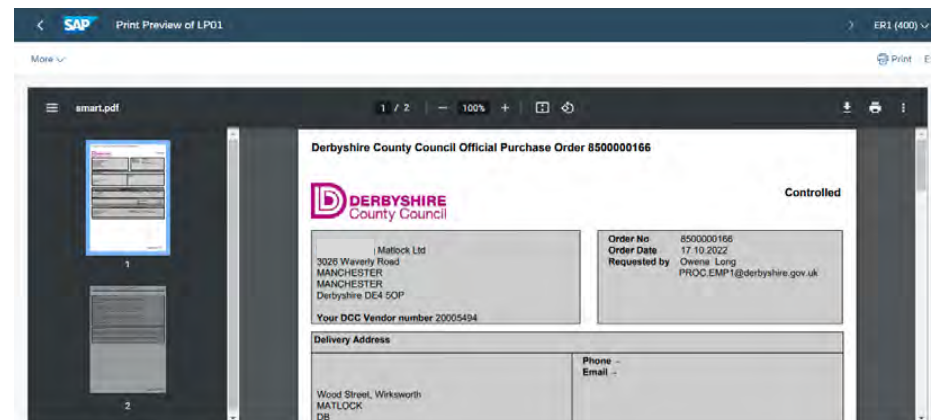 SAP Print Preview of LP01 ER1 (400)
More Print E
smart.pdf 1 / 2 100%
Derbyshire County Council Official Purchase Order 8500000166
DERBYSHIRE
County Council
Controlled
Matlock Ltd
3026 Waverly Road
MANCHESTER
MANCHESTER
Derbyshire DE4 5OP
Your DCC Vendor number 20005494
Order No 8500000166
Order Date 17.10.2022
Requested by Owena Long
PROC.EMP1@derbyshire.gov.uk
Delivery Address
Phone -
Email -
Wood Street, Wirksworth
MATLOCK
DB
1
2